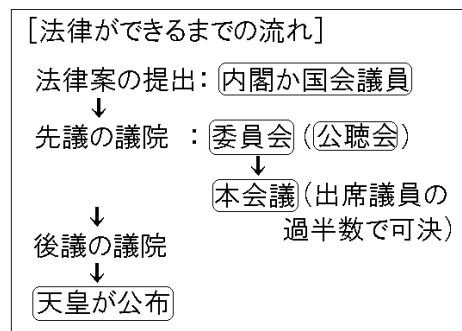 [法律ができるまでの流れ]
法律案の提出：内閣か国会議員
↓
先議の議院 ：委員会（公聴会）
↓
本会議（出席議員の
過半数で可決）
↓
後議の議院
↓
天皇が公布